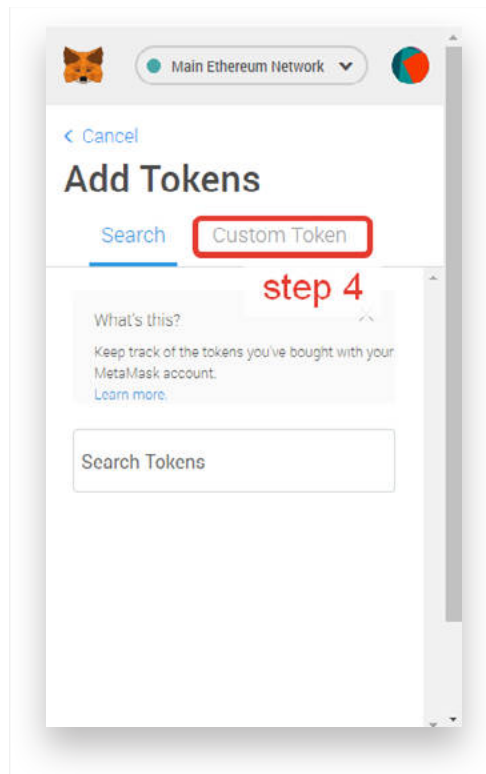 Main Ethereum Network
Cancel
Add Tokens
Search Custom Token
step 4
What's this?
Keep track of the tokens you've bought with your
MetaMask account.
Learn more.
Search Tokens